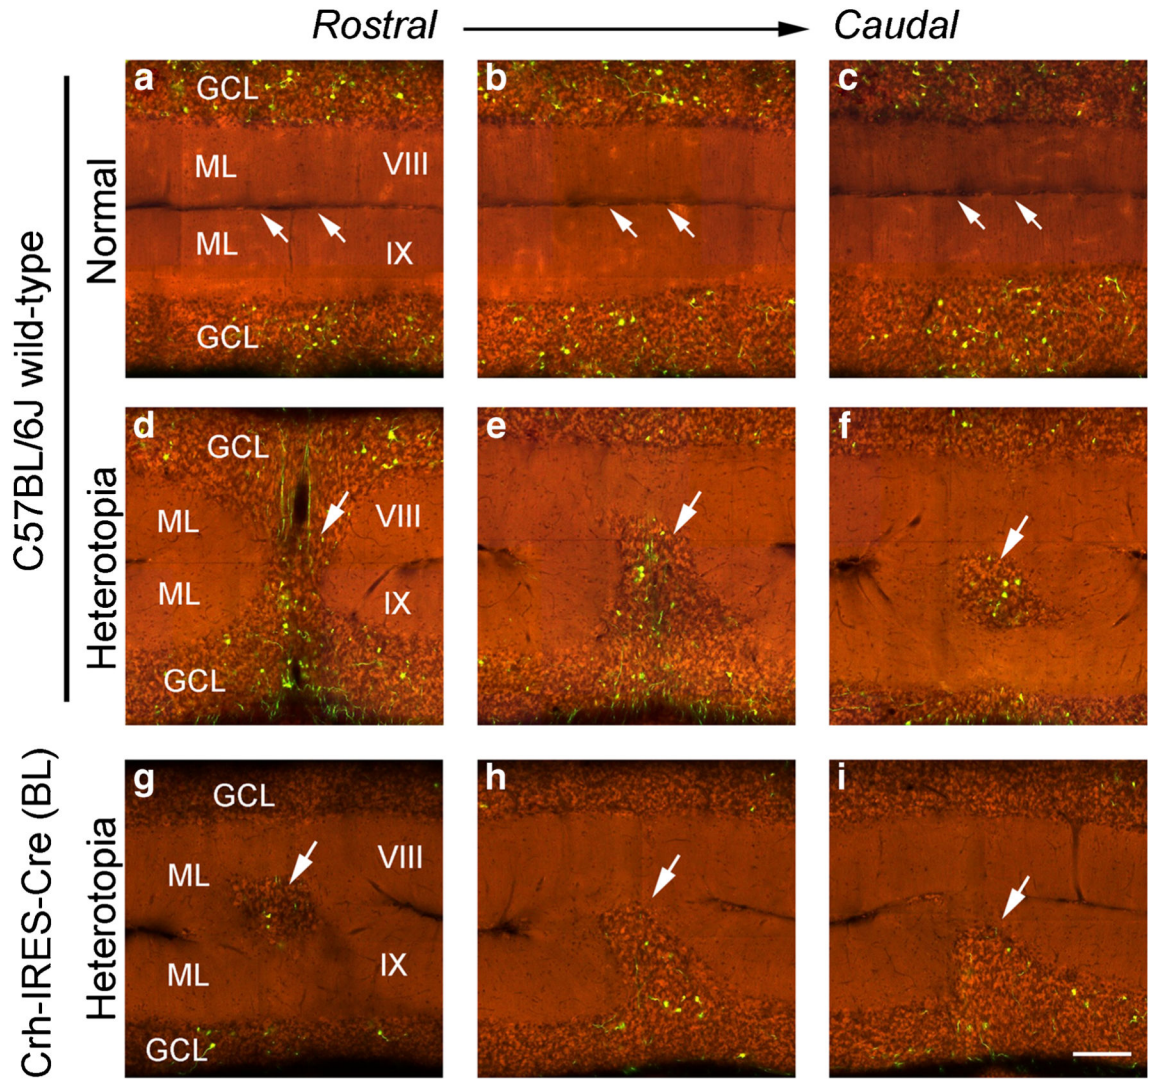 Rostral Caudal
C57BL/6J wild-type
Normal
a GCL b c
ML VIII
ML IX
GCL
Heterotopia
d GCL e f
ML VIII
ML IX
GCL
Crh-IRES-Cre (BL)
Heterotopia
g GCL h i
ML VIII
ML IX
GCL